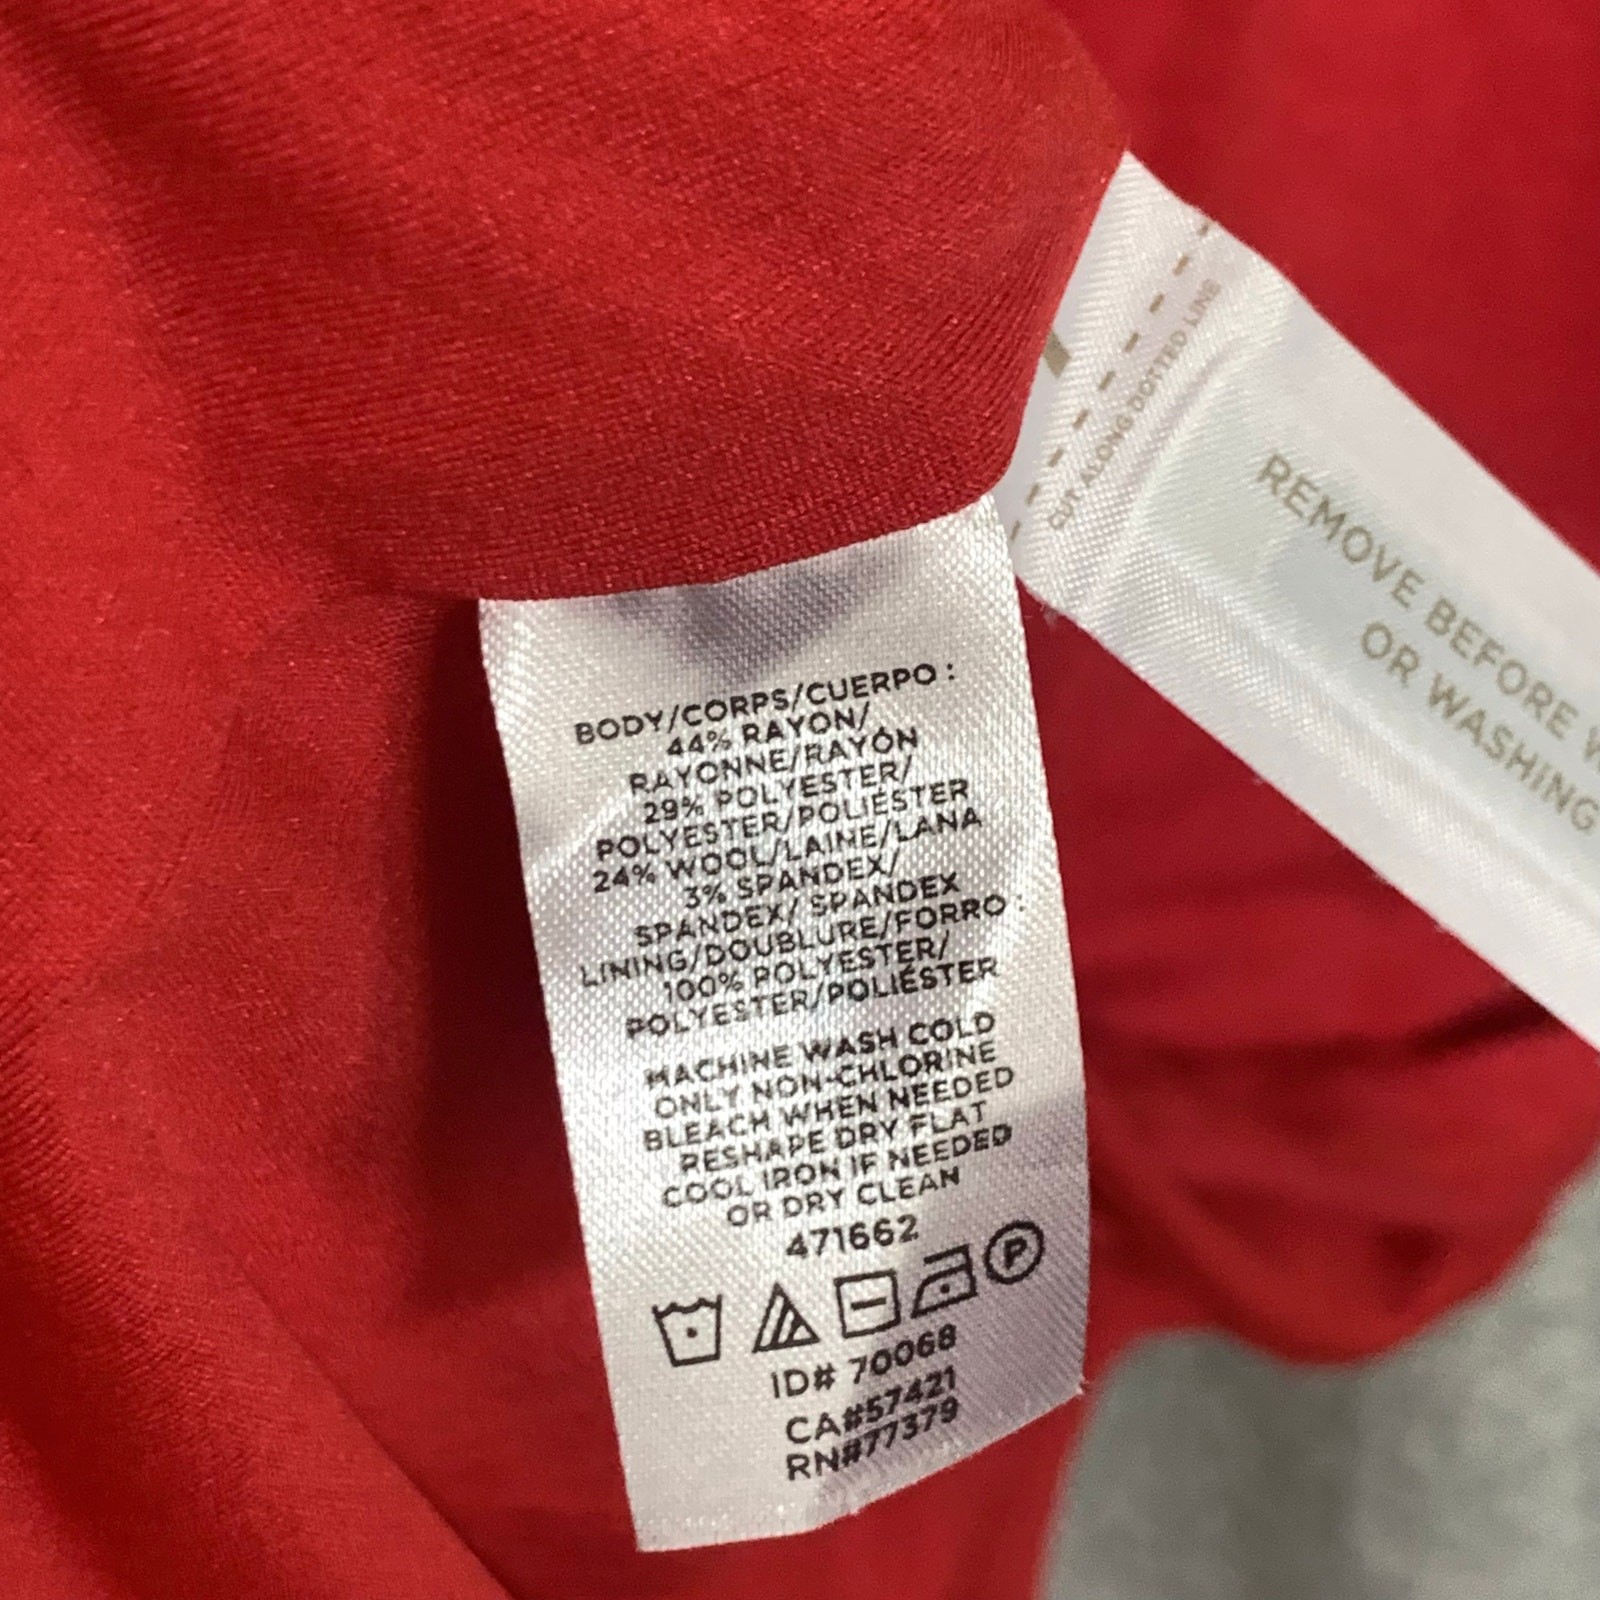 BODY/CORPS/CUERPO :
44% RAYON/
RAYONNE/RAYÓN
29% POLYESTER/
POLYESTER/POLIÉSTER
24% WOOL/LAINE/LANA
3% SPANDEX/
SPANDEX/ SPANDEX
LINING/DOUBLURE/FORRO :
100% POLYESTER/
POLYESTER/POLIÉSTER
MACHINE WASH COLD
ONLY NON-CHLORINE
BLEACH WHEN NEEDED
RESHAPE DRY FLAT
COOL IRON IF NEEDED
OR DRY CLEAN
471662
P
ID# 70068
CA#57421
RN#77379
CUT ALONG DOTTED LINE
REMOVE BEFORE
OR WASHING